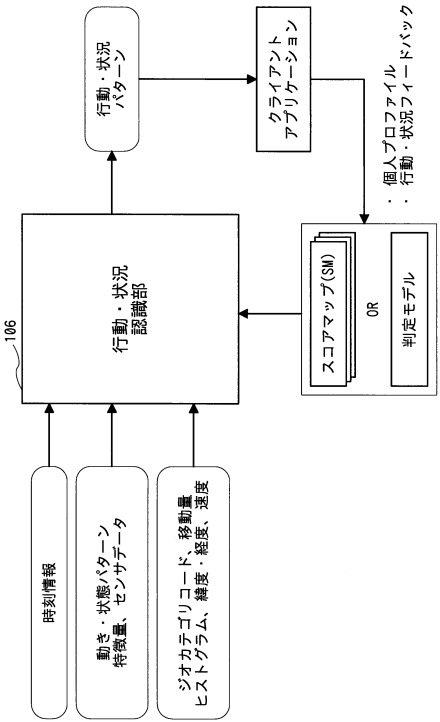 106
時刻情報
動き・状態パターン
特徴量、センサデータ
ジオカテゴリコード、移動量
ヒストグラム、緯度・経度、速度
行動・状況
認識部
行動・状況
パターン
クライアント
アプリケーション
・ 個人プロファイル
・ 行動・状況フィードバック
スコアマップ(SM)
OR
判定モデル